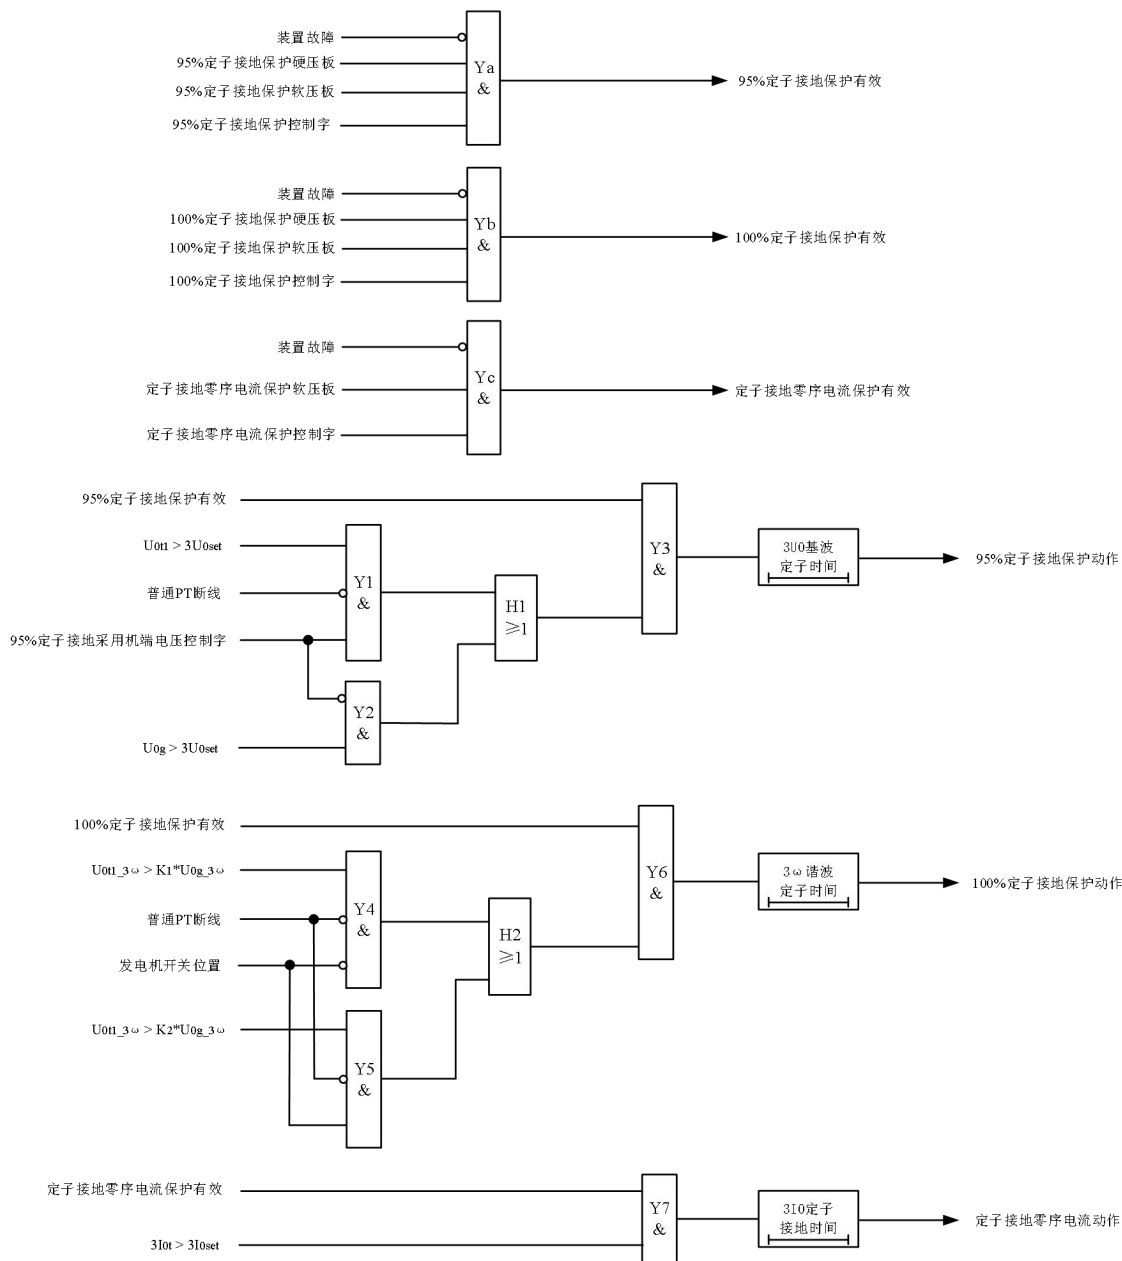 装置故障
95%定子接地保护硬压板
95%定子接地保护软压板
95%定子接地保护控制字
Ya
&
95%定子接地保护有效
装置故障
100%定子接地保护硬压板
100%定子接地保护软压板
100%定子接地保护控制字
Yb
&
100%定子接地保护有效
装置故障
定子接地零序电流保护软压板
定子接地零序电流保护控制字
Yc
&
定子接地零序电流保护有效
95%定子接地保护有效
U0t1 > 3U0set
普通PT断线
95%定子接地采用机端电压控制字
U0g > 3U0set
Y1
&
Y2
&
H1
≥1
Y3
&
3U0基波
定子时间
95%定子接地保护动作
100%定子接地保护有效
U0t1_3ω > K1*U0g_3ω
普通PT断线
发电机开关位置
U0t1_3ω > K2*U0g_3ω
Y4
&
Y5
&
H2
≥1
Y6
&
3ω谐波
定子时间
100%定子接地保护动作
定子接地零序电流保护有效
3I0t > 3I0set
Y7
&
3I0定子
接地时间
定子接地零序电流动作